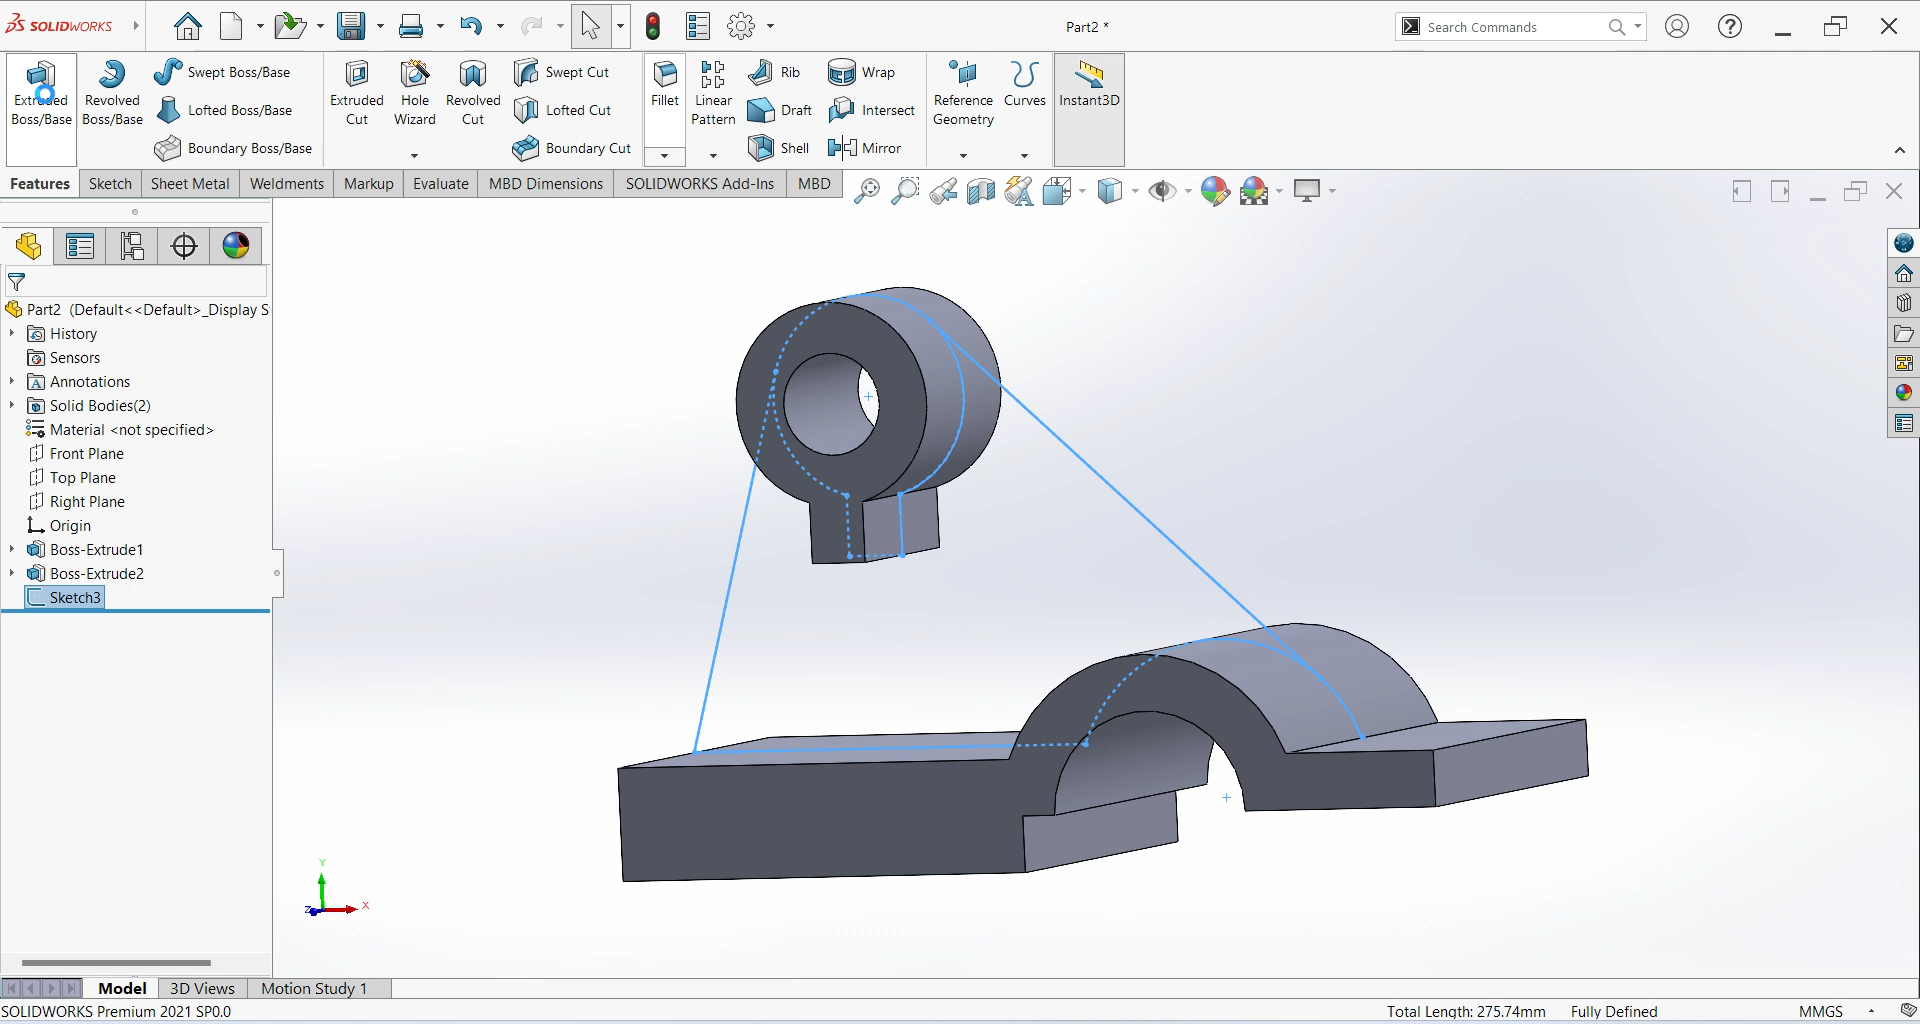 SOLIDWORKS
Part2 *
Search Commands
Extruded Boss/Base
Revolved Boss/Base
Swept Boss/Base
Lofted Boss/Base
Boundary Boss/Base
Extruded Cut
Hole Wizard
Revolved Cut
Swept Cut
Lofted Cut
Boundary Cut
Fillet
Linear Pattern
Rib
Draft
Shell
Wrap
Intersect
Mirror
Reference Geometry
Curves
Instant3D
Features
Sketch
Sheet Metal
Weldments
Markup
Evaluate
MBD Dimensions
SOLIDWORKS Add-Ins
MBD
Part2 (Default<<Default>_Display S
History
Sensors
Annotations
Solid Bodies(2)
Material <not specified>
Front Plane
Top Plane
Right Plane
Origin
Boss-Extrude1
Boss-Extrude2
Sketch3
Y
Z
X
Model
3D Views
Motion Study 1
SOLIDWORKS Premium 2021 SP0.0
Total Length: 275.74mm
Fully Defined
MMGS